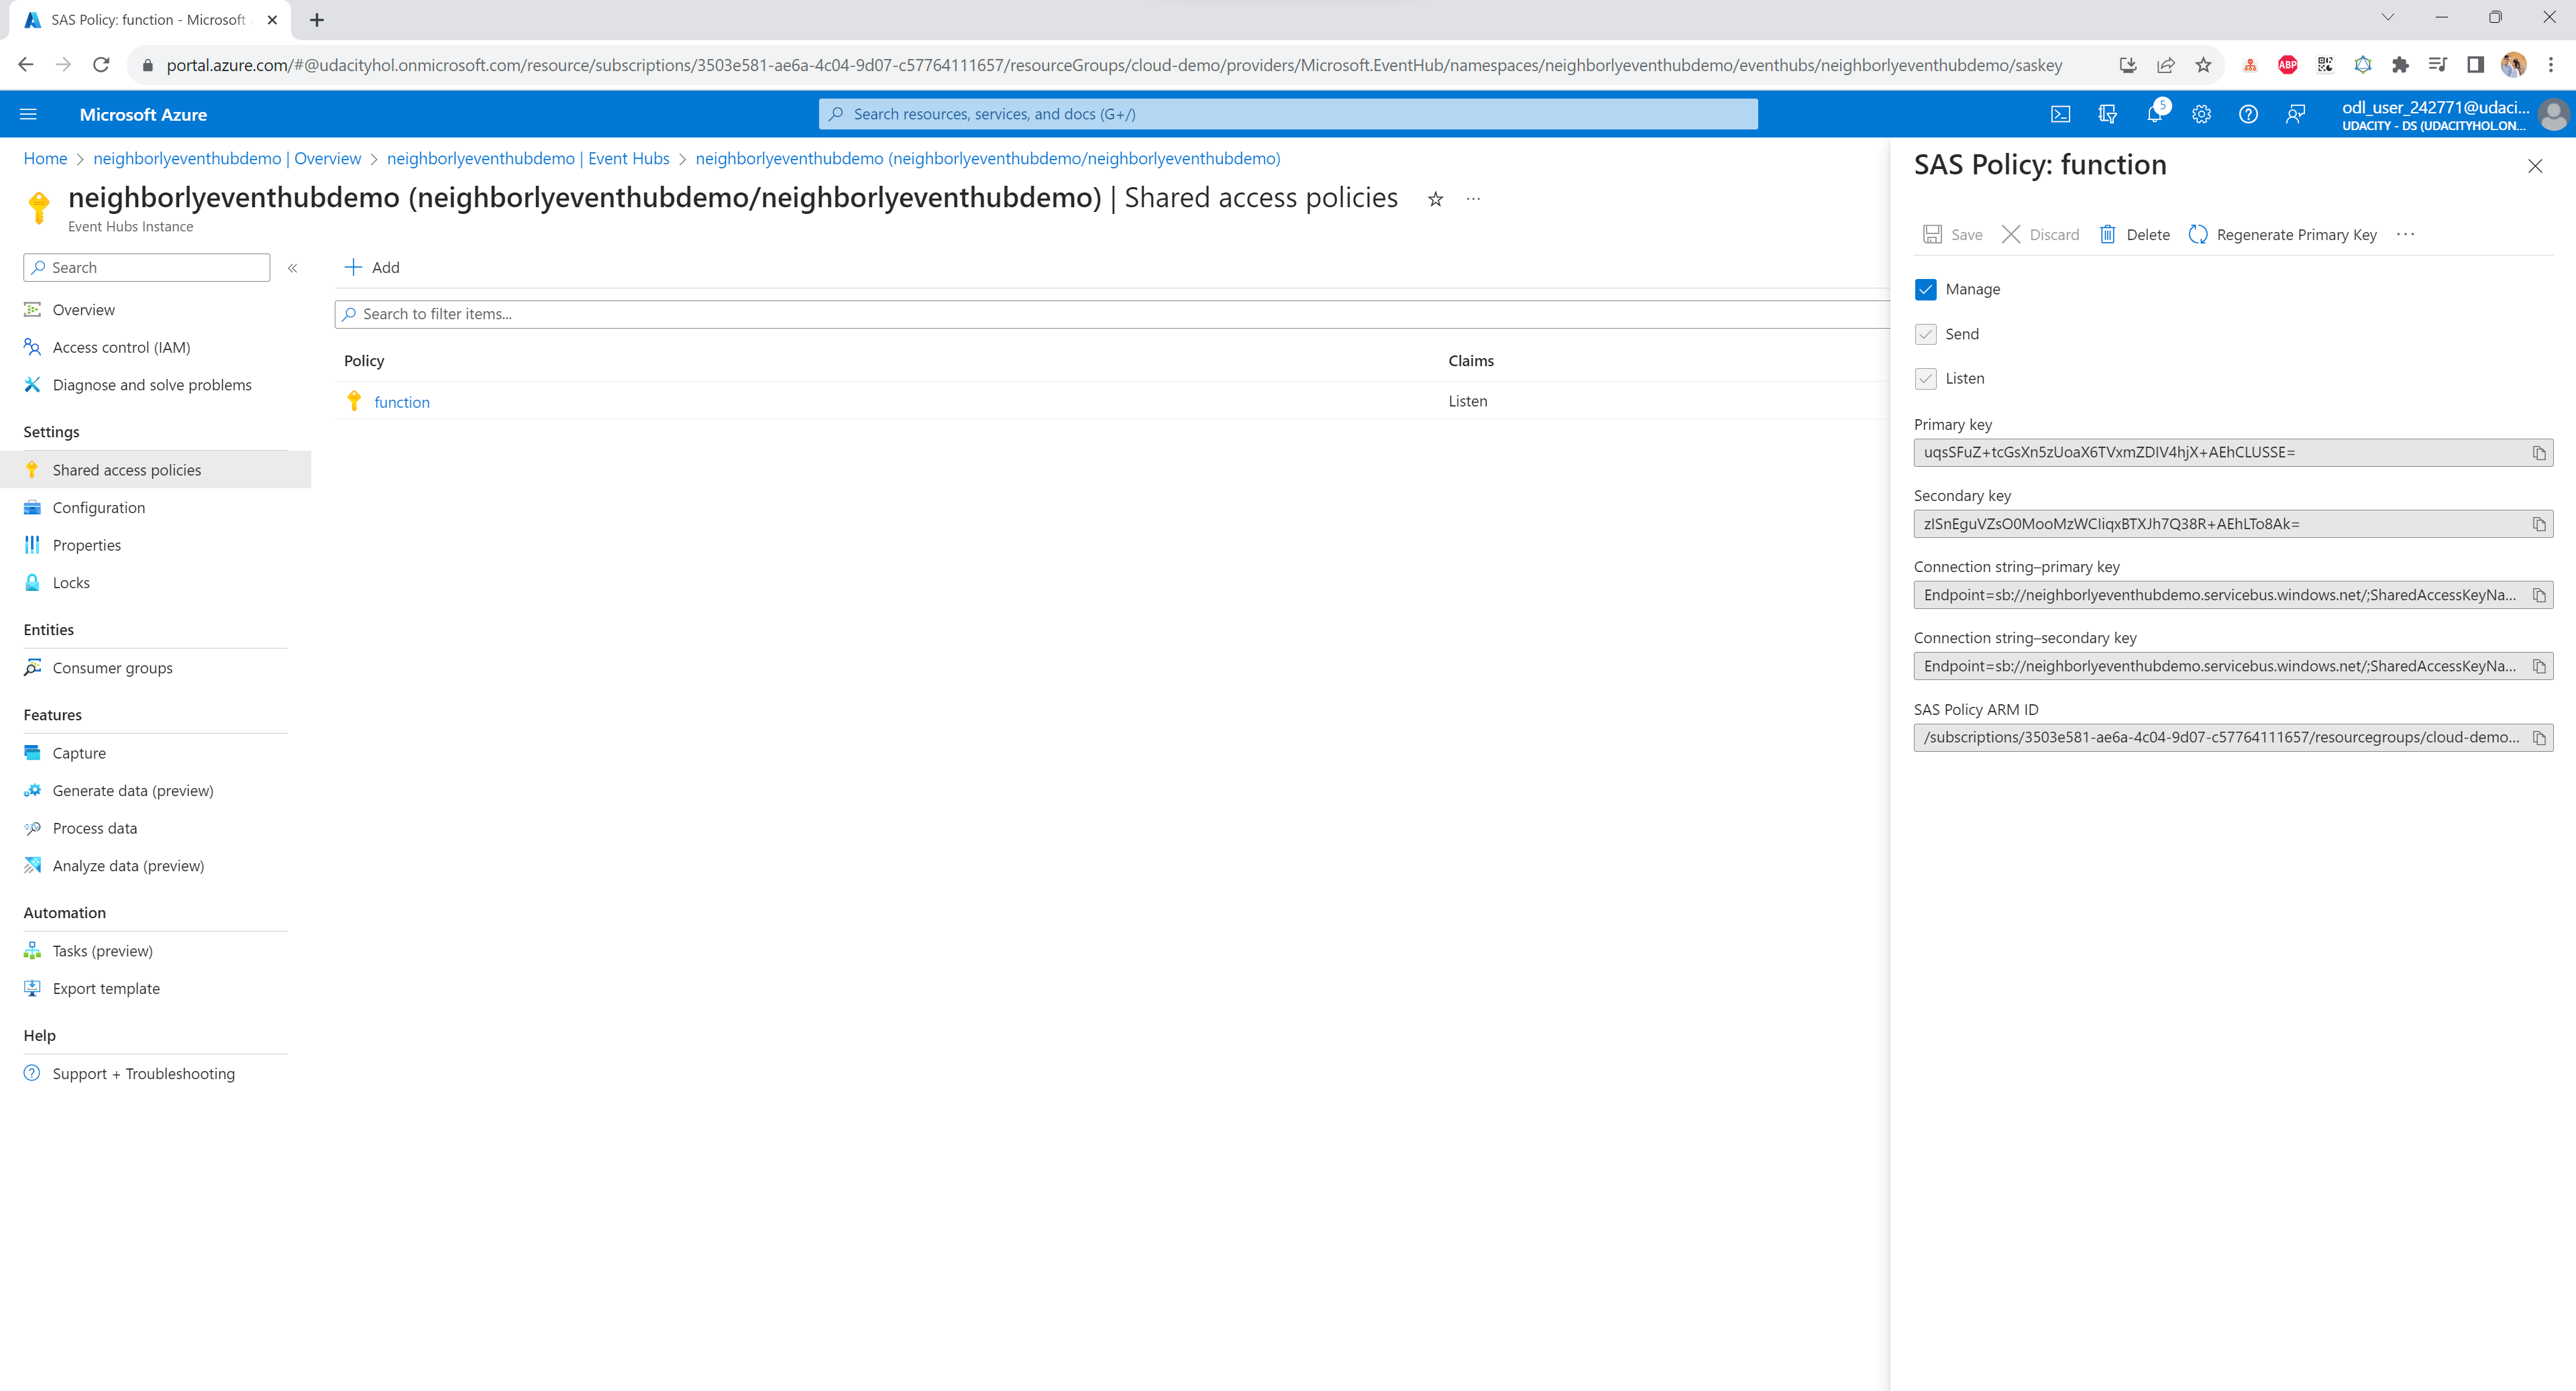 SAS Policy: function - Microsoft
portal.azure.com/#@udacityhol.onmicrosoft.com/resource/subscriptions/3503e581-ae6a-4c04-9d07-c57764111657/resourceGroups/cloud-demo/providers/Microsoft.EventHub/namespaces/neighborlyeventhubdemo/eventhubs/neighborlyeventhubdemo/saskey
ABP
Microsoft Azure
Search resources, services, and docs (G+/)
5
odl_user_242771@udaci...
UDACITY - DS (UDACITYHOL.ON...
Home > neighborlyeventhubdemo | Overview > neighborlyeventhubdemo | Event Hubs > neighborlyeventhubdemo (neighborlyeventhubdemo/neighborlyeventhubdemo)
neighborlyeventhubdemo (neighborlyeventhubdemo/neighborlyeventhubdemo) | Shared access policies
Event Hubs Instance
Search
Overview
Access control (IAM)
Diagnose and solve problems
Settings
Shared access policies
Configuration
Properties
Locks
Entities
Consumer groups
Features
Capture
Generate data (preview)
Process data
Analyze data (preview)
Automation
Tasks (preview)
Export template
Help
Support + Troubleshooting
Add
Search to filter items...
Policy Claims
function Listen
SAS Policy: function
Save Discard Delete Regenerate Primary Key
Manage
Send
Listen
Primary key
uqsSFuZ+tcGsXn5zUoaX6TVxmZDIV4hjX+AEhCLUSSE=
Secondary key
zISnEguVZsO0MooMzWCIiqxBTXJh7Q38R+AEhLTo8Ak=
Connection string–primary key
Endpoint=sb://neighborlyeventhubdemo.servicebus.windows.net/;SharedAccessKeyNa...
Connection string–secondary key
Endpoint=sb://neighborlyeventhubdemo.servicebus.windows.net/;SharedAccessKeyNa...
SAS Policy ARM ID
/subscriptions/3503e581-ae6a-4c04-9d07-c57764111657/resourcegroups/cloud-demo...